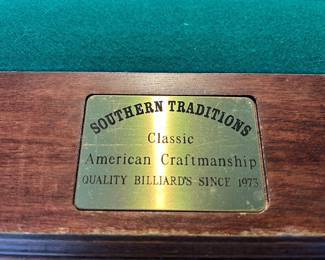 SOUTHERN TRADITIONS
Classic
American Craftmanship
QUALITY BILLIARD'S SINCE 1973